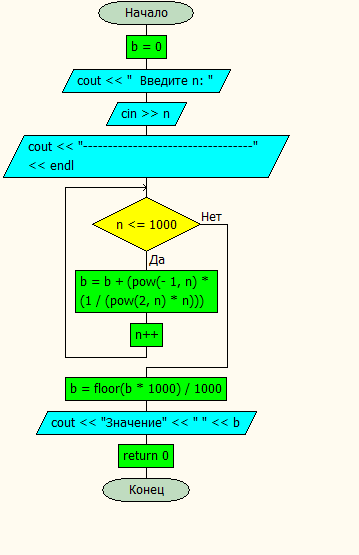 Начало
b = 0
cout << "  Введите n: "
cin >> n
cout << "-----------------------------------"
<< endl
n <= 1000
Нет
Да
b = b + (pow(- 1, n) *
(1 / (pow(2, n) * n)))
n++
b = floor(b * 1000) / 1000
cout << "Значение" << " " << b
return 0
Конец